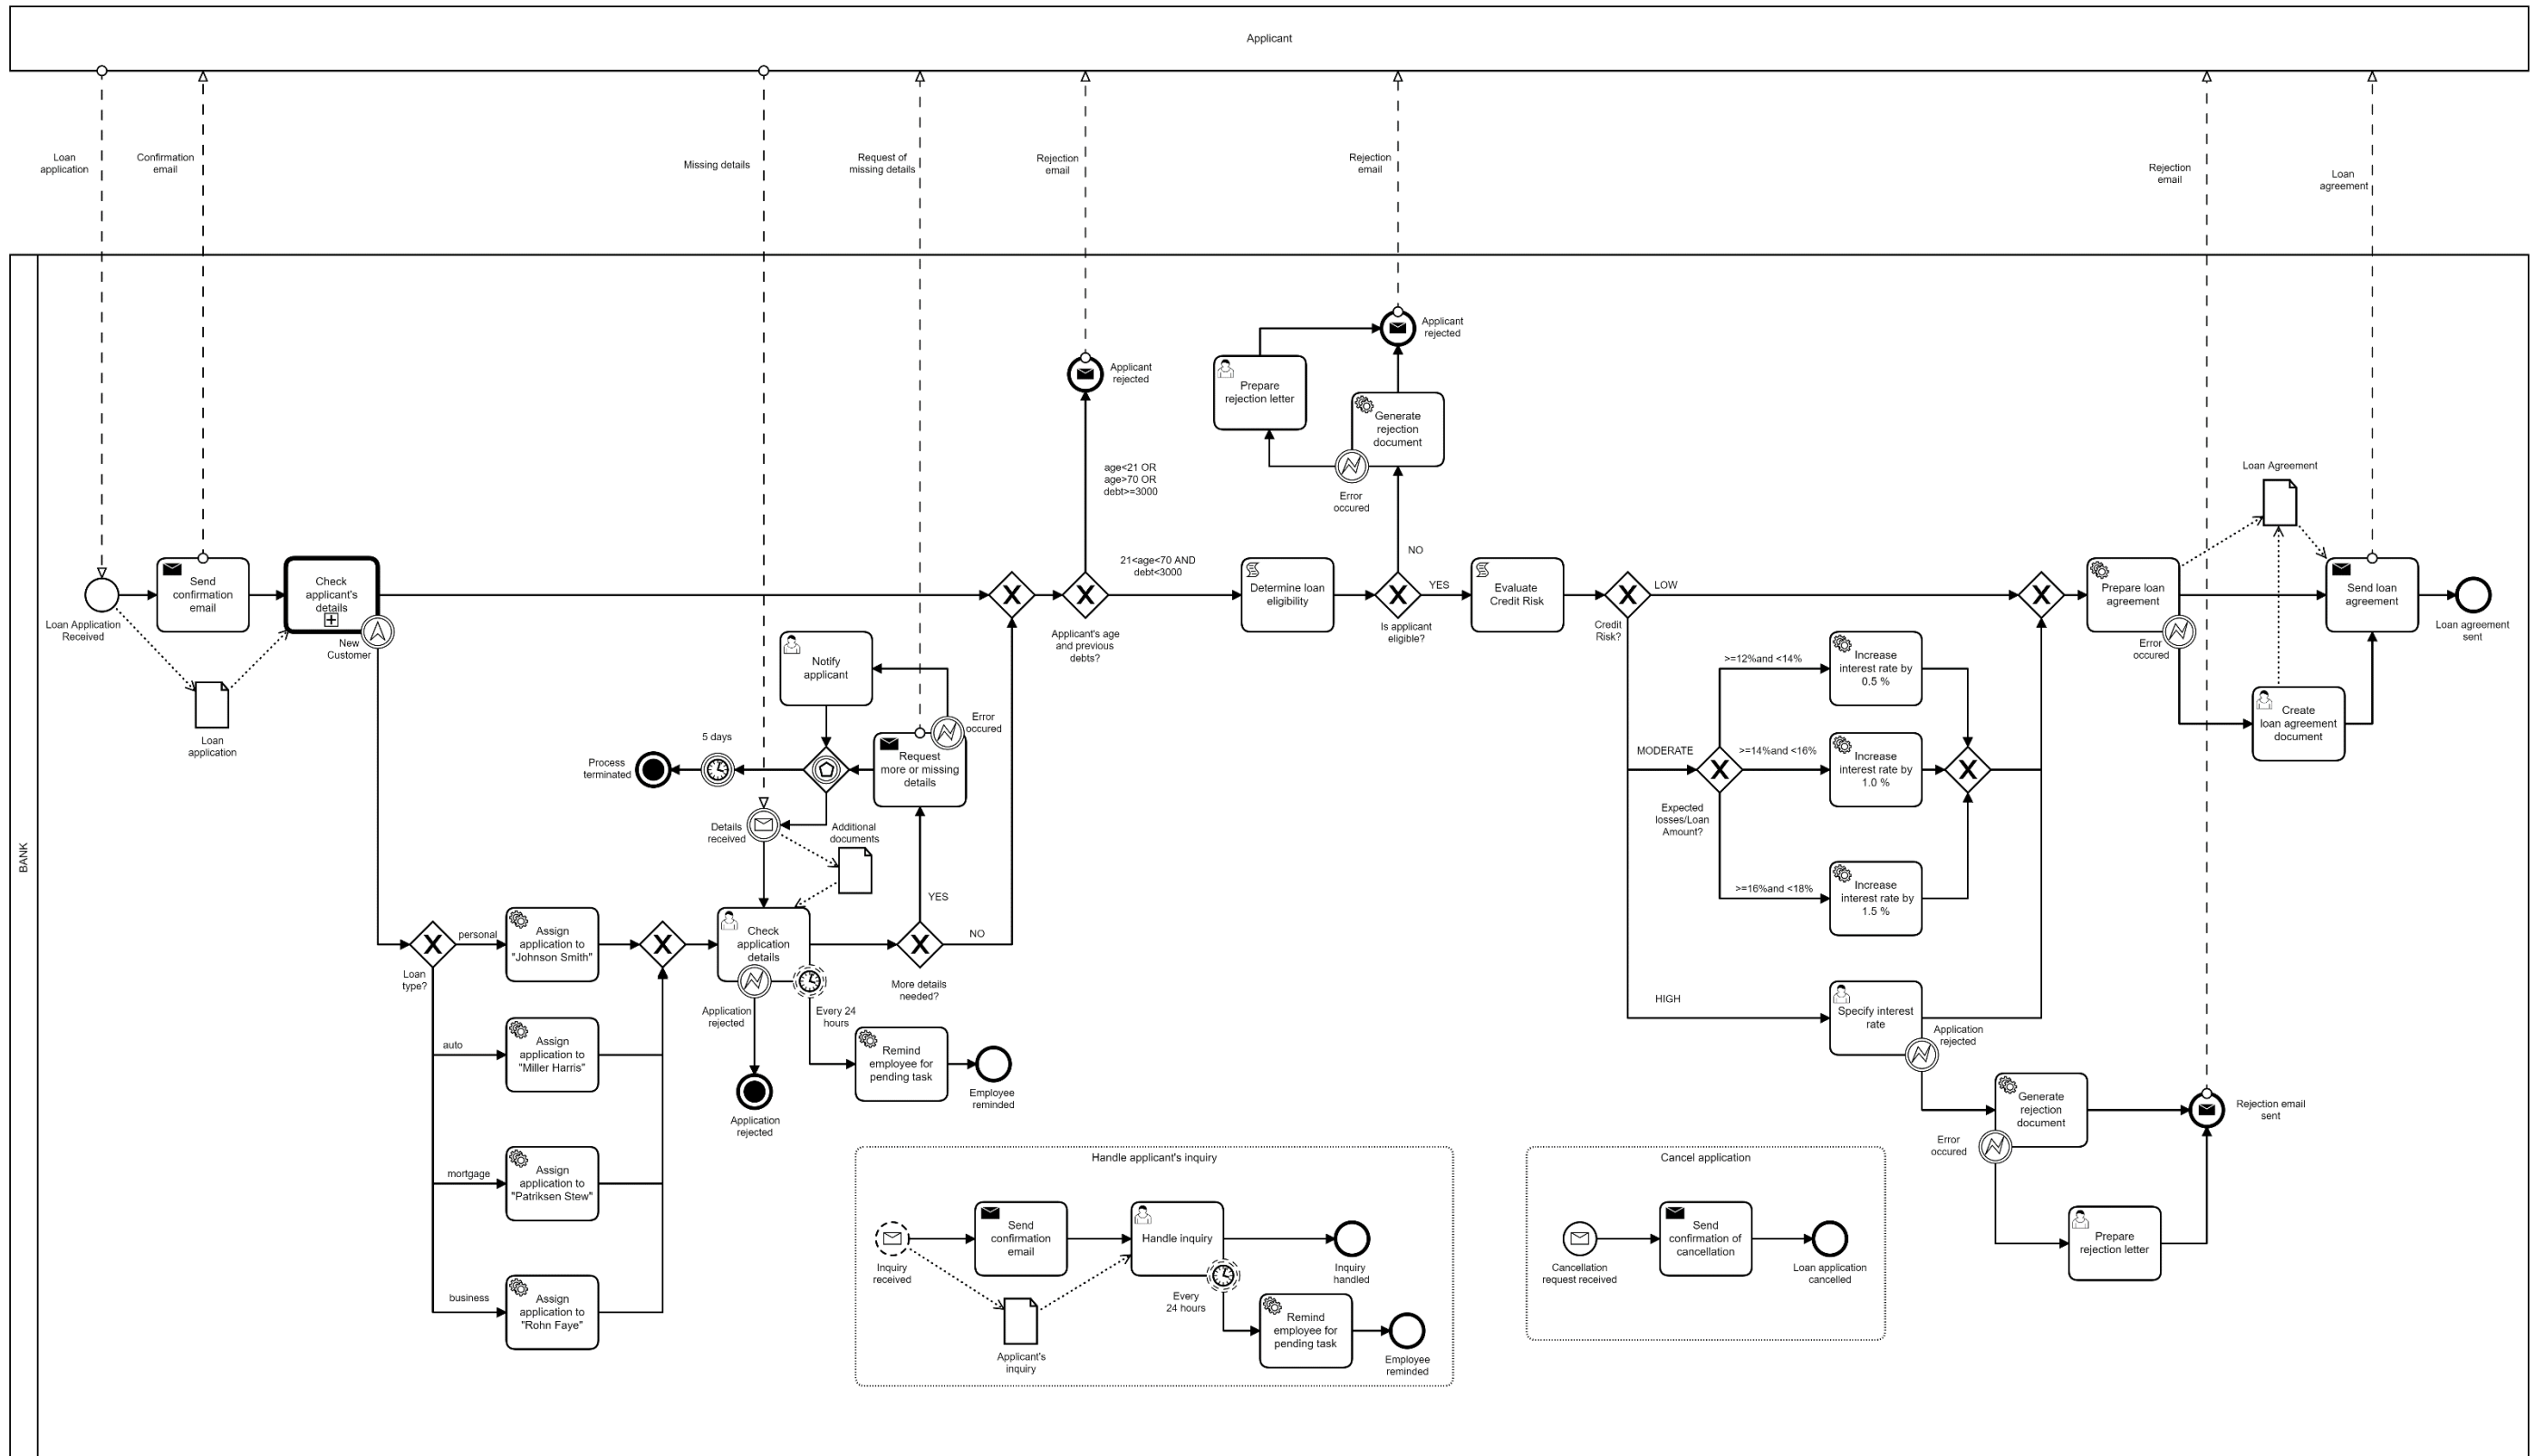 Applicant
Loan
application
Confirmation
email
Missing details
Request of
missing details
Rejection
email
Rejection
email
Rejection
email
Loan
agreement
BANK
Loan Application
Received
Send
confirmation
email
Loan
application
Check
applicant's
details
New
Customer
Loan
type?
personal
auto
mortgage
business
Assign
application to
"Johnson Smith"
Assign
application to
"Miller Harris"
Assign
application to
"Patriksen Stew"
Assign
application to
"Rohn Faye"
Notify
applicant
Error
occured
Request
more or missing
details
5 days
Process
terminated
Details
received
Additional
documents
Check
application
details
YES
NO
More details
needed?
Application
rejected
Application
rejected
Every 24
hours
Remind
employee for
pending task
Employee
reminded
Applicant
rejected
age<21 OR
age>70 OR
debt>=3000
Applicant's age
and previous
debts?
21<age<70 AND
debt<3000
Determine loan
eligibility
Prepare
rejection letter
Applicant
rejected
Generate
rejection
document
Error
occured
NO
Is applicant
eligible?
YES
Evaluate
Credit Risk
Credit
Risk?
LOW
MODERATE
HIGH
Expected
losses/Loan
Amount?
>=12%and <14%
>=14%and <16%
>=16%and <18%
Increase
interest rate by
0.5 %
Increase
interest rate by
1.0 %
Increase
interest rate by
1.5 %
Specify interest
rate
Application
rejected
Generate
rejection
document
Error
occured
Prepare
rejection letter
Rejection email
sent
Prepare loan
agreement
Error
occured
Loan Agreement
Create
loan agreement
document
Send loan
agreement
Loan agreement
sent
Handle applicant's inquiry
Inquiry
received
Send
confirmation
email
Applicant's
inquiry
Handle inquiry
Every
24 hours
Inquiry
handled
Remind
employee for
pending task
Employee
reminded
Cancel application
Cancellation
request received
Send
confirmation of
cancellation
Loan application
cancelled